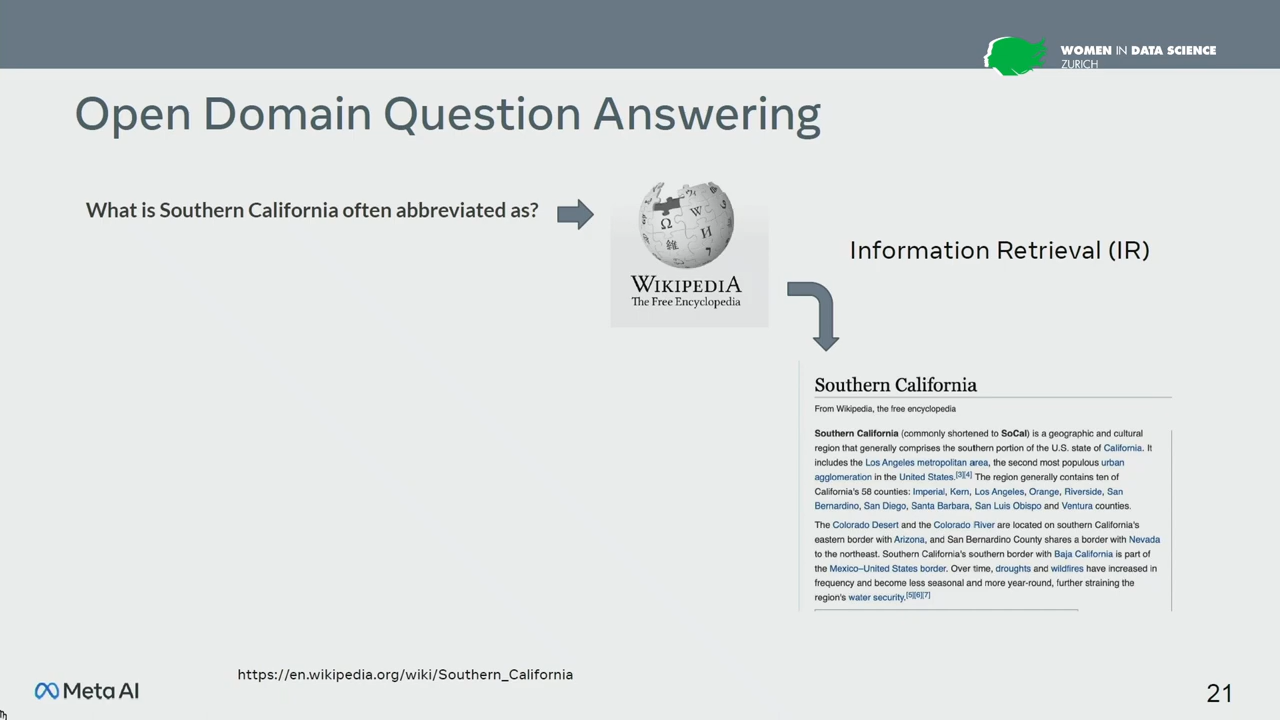 WOMEN IN DATA SCIENCE
ZURICH
Open Domain Question Answering
What is Southern California often abbreviated as?
Ω
W
И
維
7
WIKIPEDIA
The Free Encyclopedia
Information Retrieval (IR)
Southern California
From Wikipedia, the free encyclopedia
Southern California (commonly shortened to SoCal) is a geographic and cultural
region that generally comprises the southern portion of the U.S. state of California. It
includes the Los Angeles metropolitan area, the second most populous urban
agglomeration in the United States.[3][4] The region generally contains ten of
California's 58 counties: Imperial, Kern, Los Angeles, Orange, Riverside, San
Bernardino, San Diego, Santa Barbara, San Luis Obispo and Ventura counties.
The Colorado Desert and the Colorado River are located on southern California's
eastern border with Arizona, and San Bernardino County shares a border with Nevada
to the northeast. Southern California's southern border with Baja California is part of
the Mexico–United States border. Over time, droughts and wildfires have increased in
frequency and become less seasonal and more year-round, further straining the
region's water security.[5][6][7]
https://en.wikipedia.org/wiki/Southern_California
Meta AI
21